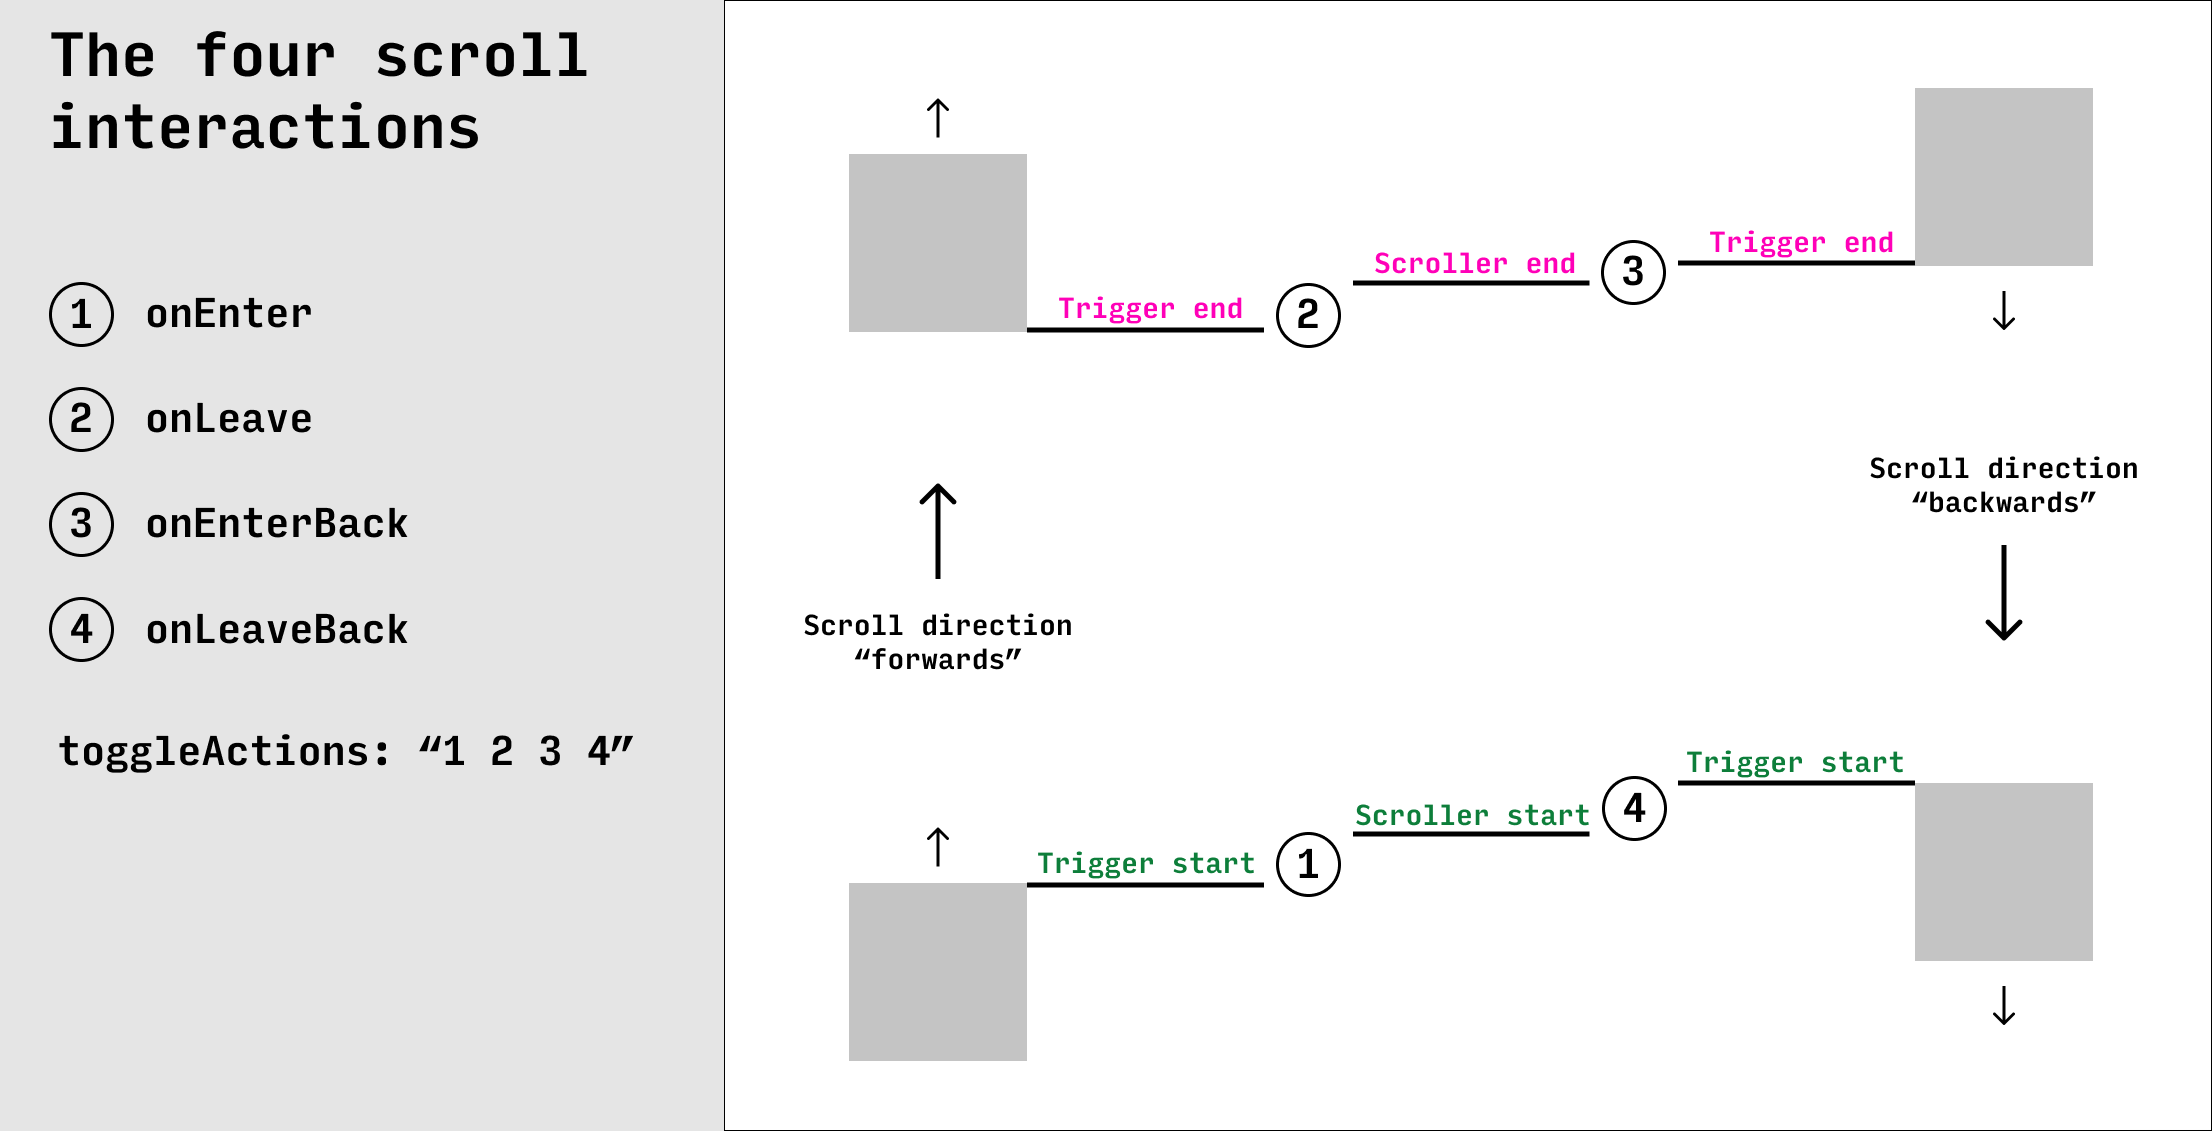 The four scroll
interactions
1 onEnter
2 onLeave
3 onEnterBack
4 onLeaveBack
toggleActions: “1 2 3 4”
Trigger end
2
Scroller end
3
Trigger end
Scroll direction
“forwards”
Scroll direction
“backwards”
Trigger start
1
Scroller start
4
Trigger start